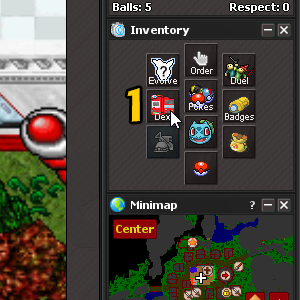 Balls: 5 Respect: 0
Inventory
Evolve Order Duel
1
Dex Pokes Badges
Minimap ?
Center